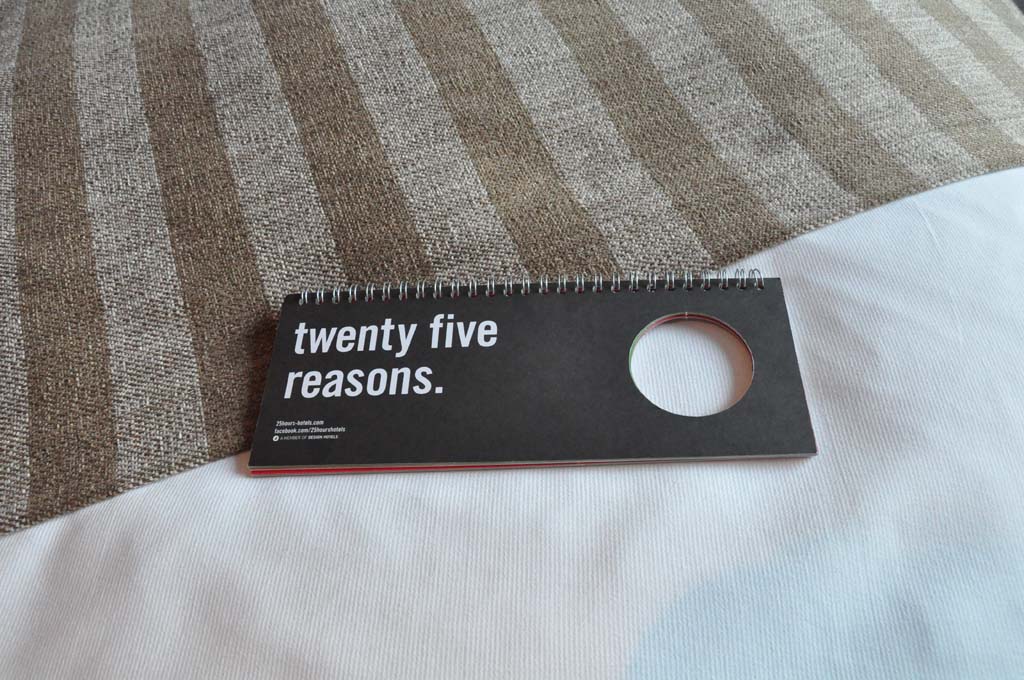 twenty five
reasons.
25hours-hotels.com
facebook.com/25hourshotels
A MEMBER OF DESIGN HOTELS